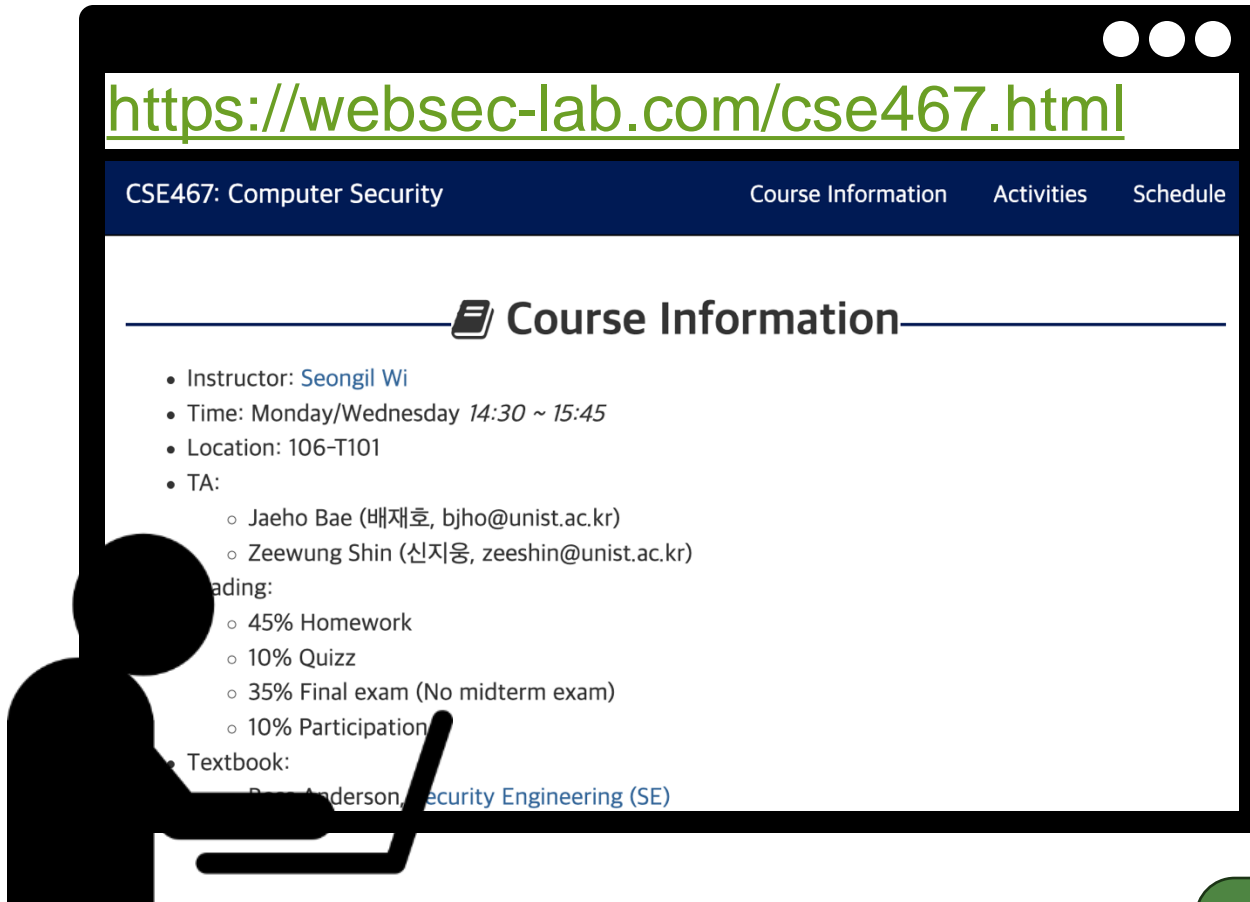 https://websec-lab.com/cse467.html
CSE467: Computer Security Course Information Activities Schedule
Course Information
• Instructor: Seongil Wi
• Time: Monday/Wednesday 14:30 ~ 15:45
• Location: 106-T101
• TA:
◦ Jaeho Bae (배재호, bjho@unist.ac.kr)
◦ Zeewung Shin (신지웅, zeeshin@unist.ac.kr)
ading:
◦ 45% Homework
◦ 10% Quizz
◦ 35% Final exam (No midterm exam)
◦ 10% Participation
• Textbook:
Anderson, ecurity Engineering (SE)